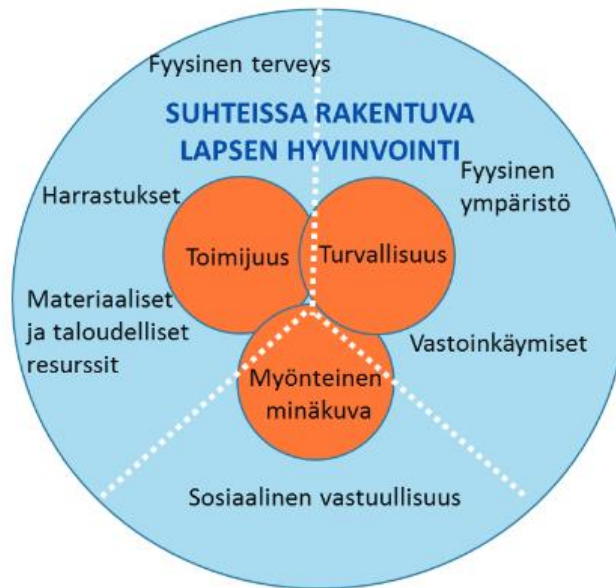 Fyysinen terveys
SUHTEISSA RAKENTUVA
LAPSEN HYVINVOINTI
Fyysinen
ympäristö
Harrastukset
Toimijuus
Turvallisuus
Materiaaliset
ja taloudelliset
resurssit
Vastoinkäymiset
Myönteinen
minäkuva
Sosiaalinen vastuullisuus